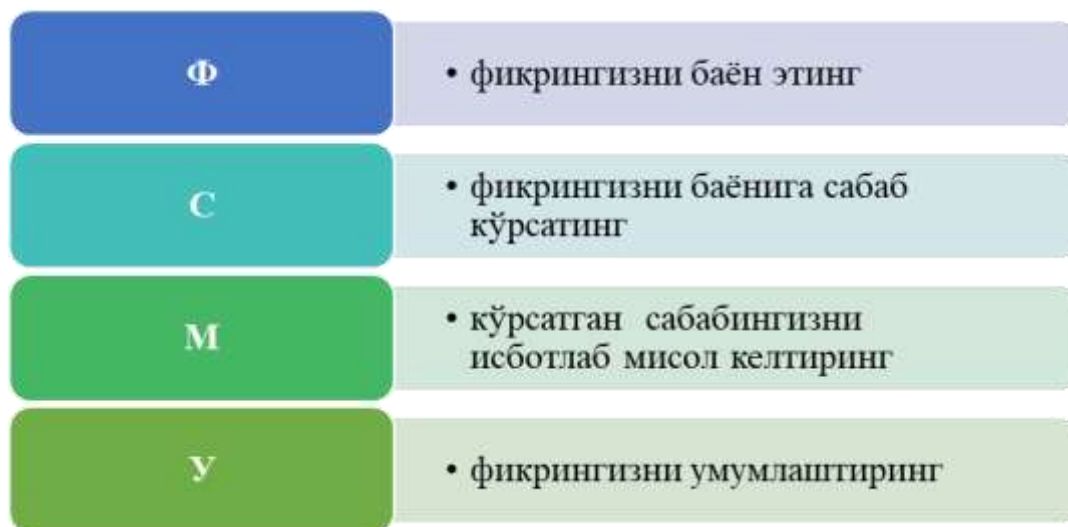 Ф
• фикрингизни баён этинг
С
• фикрингизни баёнига сабаб
кўрсатинг
М
• кўрсатган сабабингизни
исботлаб мисол келтиринг
У
• фикрингизни умумлаштиринг